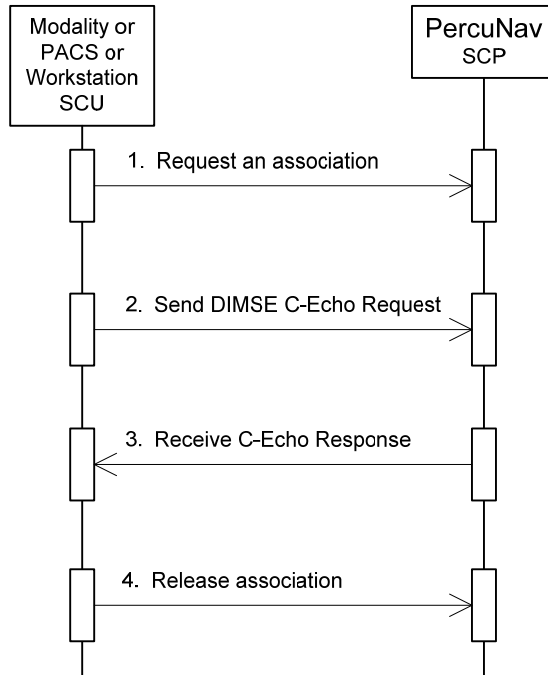 Modality or
PACS or
Workstation
SCU
PercuNav
SCP
1. Request an association
2. Send DIMSE C-Echo Request
3. Receive C-Echo Response
4. Release association